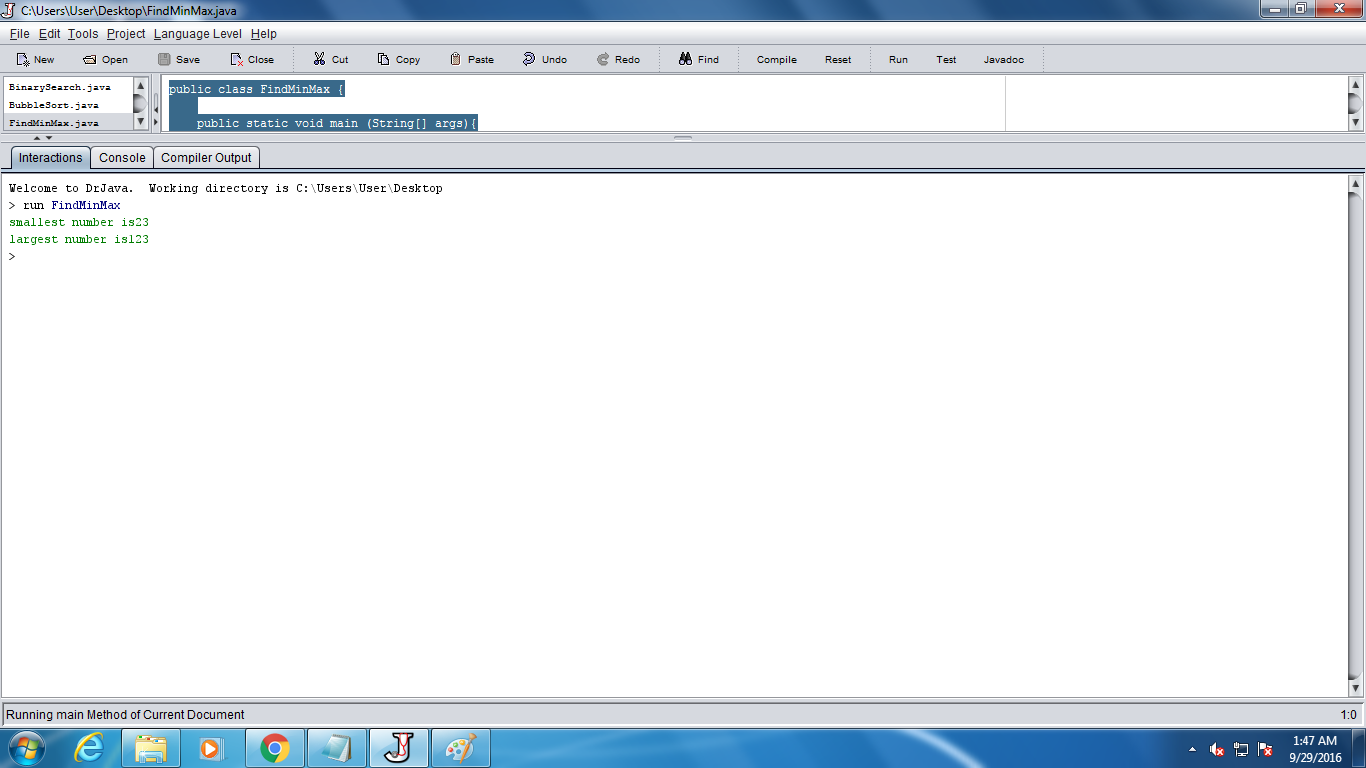 C:\Users\User\Desktop\FindMinMax.java
File Edit Tools Project Language Level Help
New Open Save Close Cut Copy Paste Undo Redo Find Compile Reset Run Test Javadoc
BinarySearch.java
BubbleSort.java
FindMinMax.java
public class FindMinMax {
public static void main (String[] args){
Interactions Console Compiler Output
Welcome to DrJava.  Working directory is C:\Users\User\Desktop
> run FindMinMax
smallest number is23
largest number is123
>
Running main Method of Current Document 1:0
1:47 AM
9/29/2016